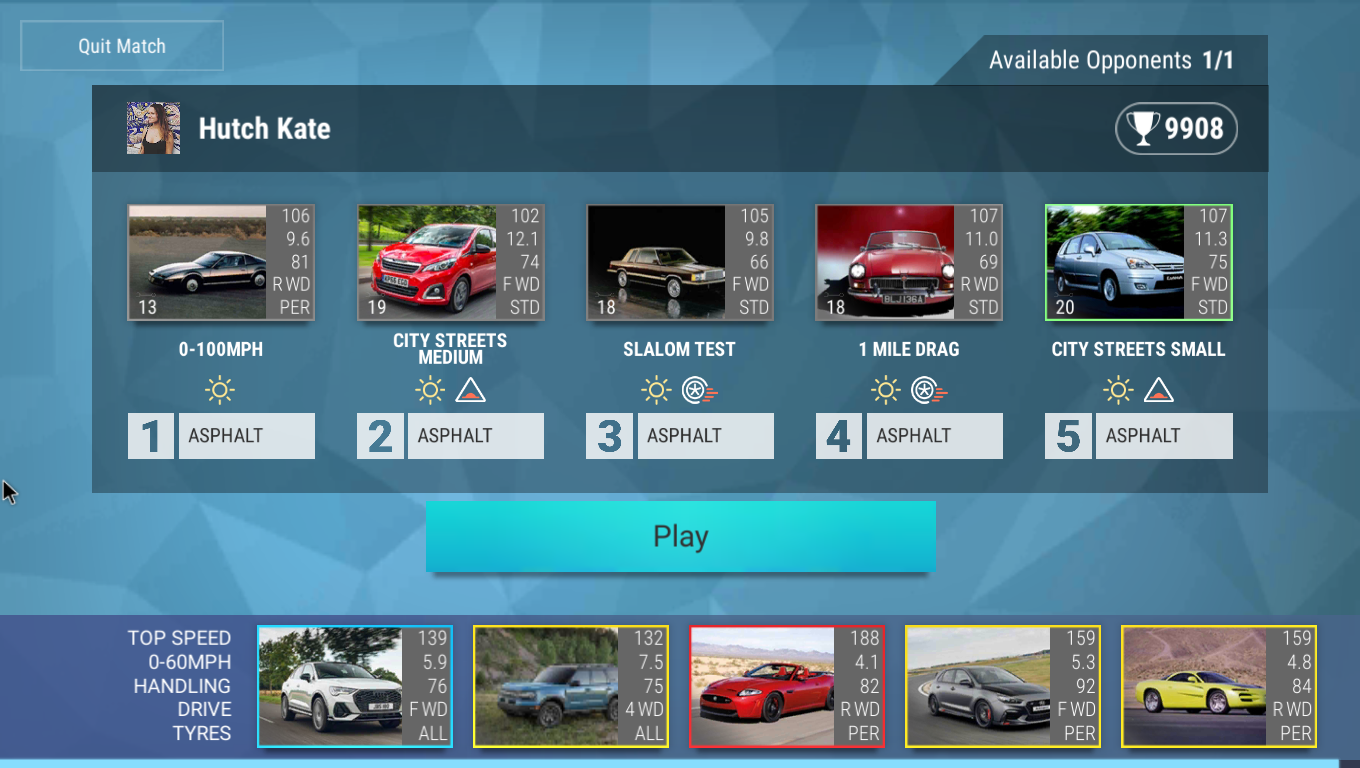 Quit Match
Available Opponents 1/1
Hutch Kate
9908
106
9.6
81
RWD
PER
13
102
12.1
74
FWD
STD
19
105
9.8
66
FWD
STD
18
107
11.0
69
RWD
STD
18
BLJ136A
107
11.3
75
FWD
STD
20
0-100MPH
CITY STREETS
MEDIUM
SLALOM TEST
1 MILE DRAG
CITY STREETS SMALL
1 ASPHALT
2 ASPHALT
3 ASPHALT
4 ASPHALT
5 ASPHALT
Play
TOP SPEED
0-60MPH
HANDLING
DRIVE
TYRES
139
5.9
76
FWD
ALL
132
7.5
75
4WD
ALL
188
4.1
82
RWD
PER
159
5.3
92
FWD
PER
159
4.8
84
RWD
PER